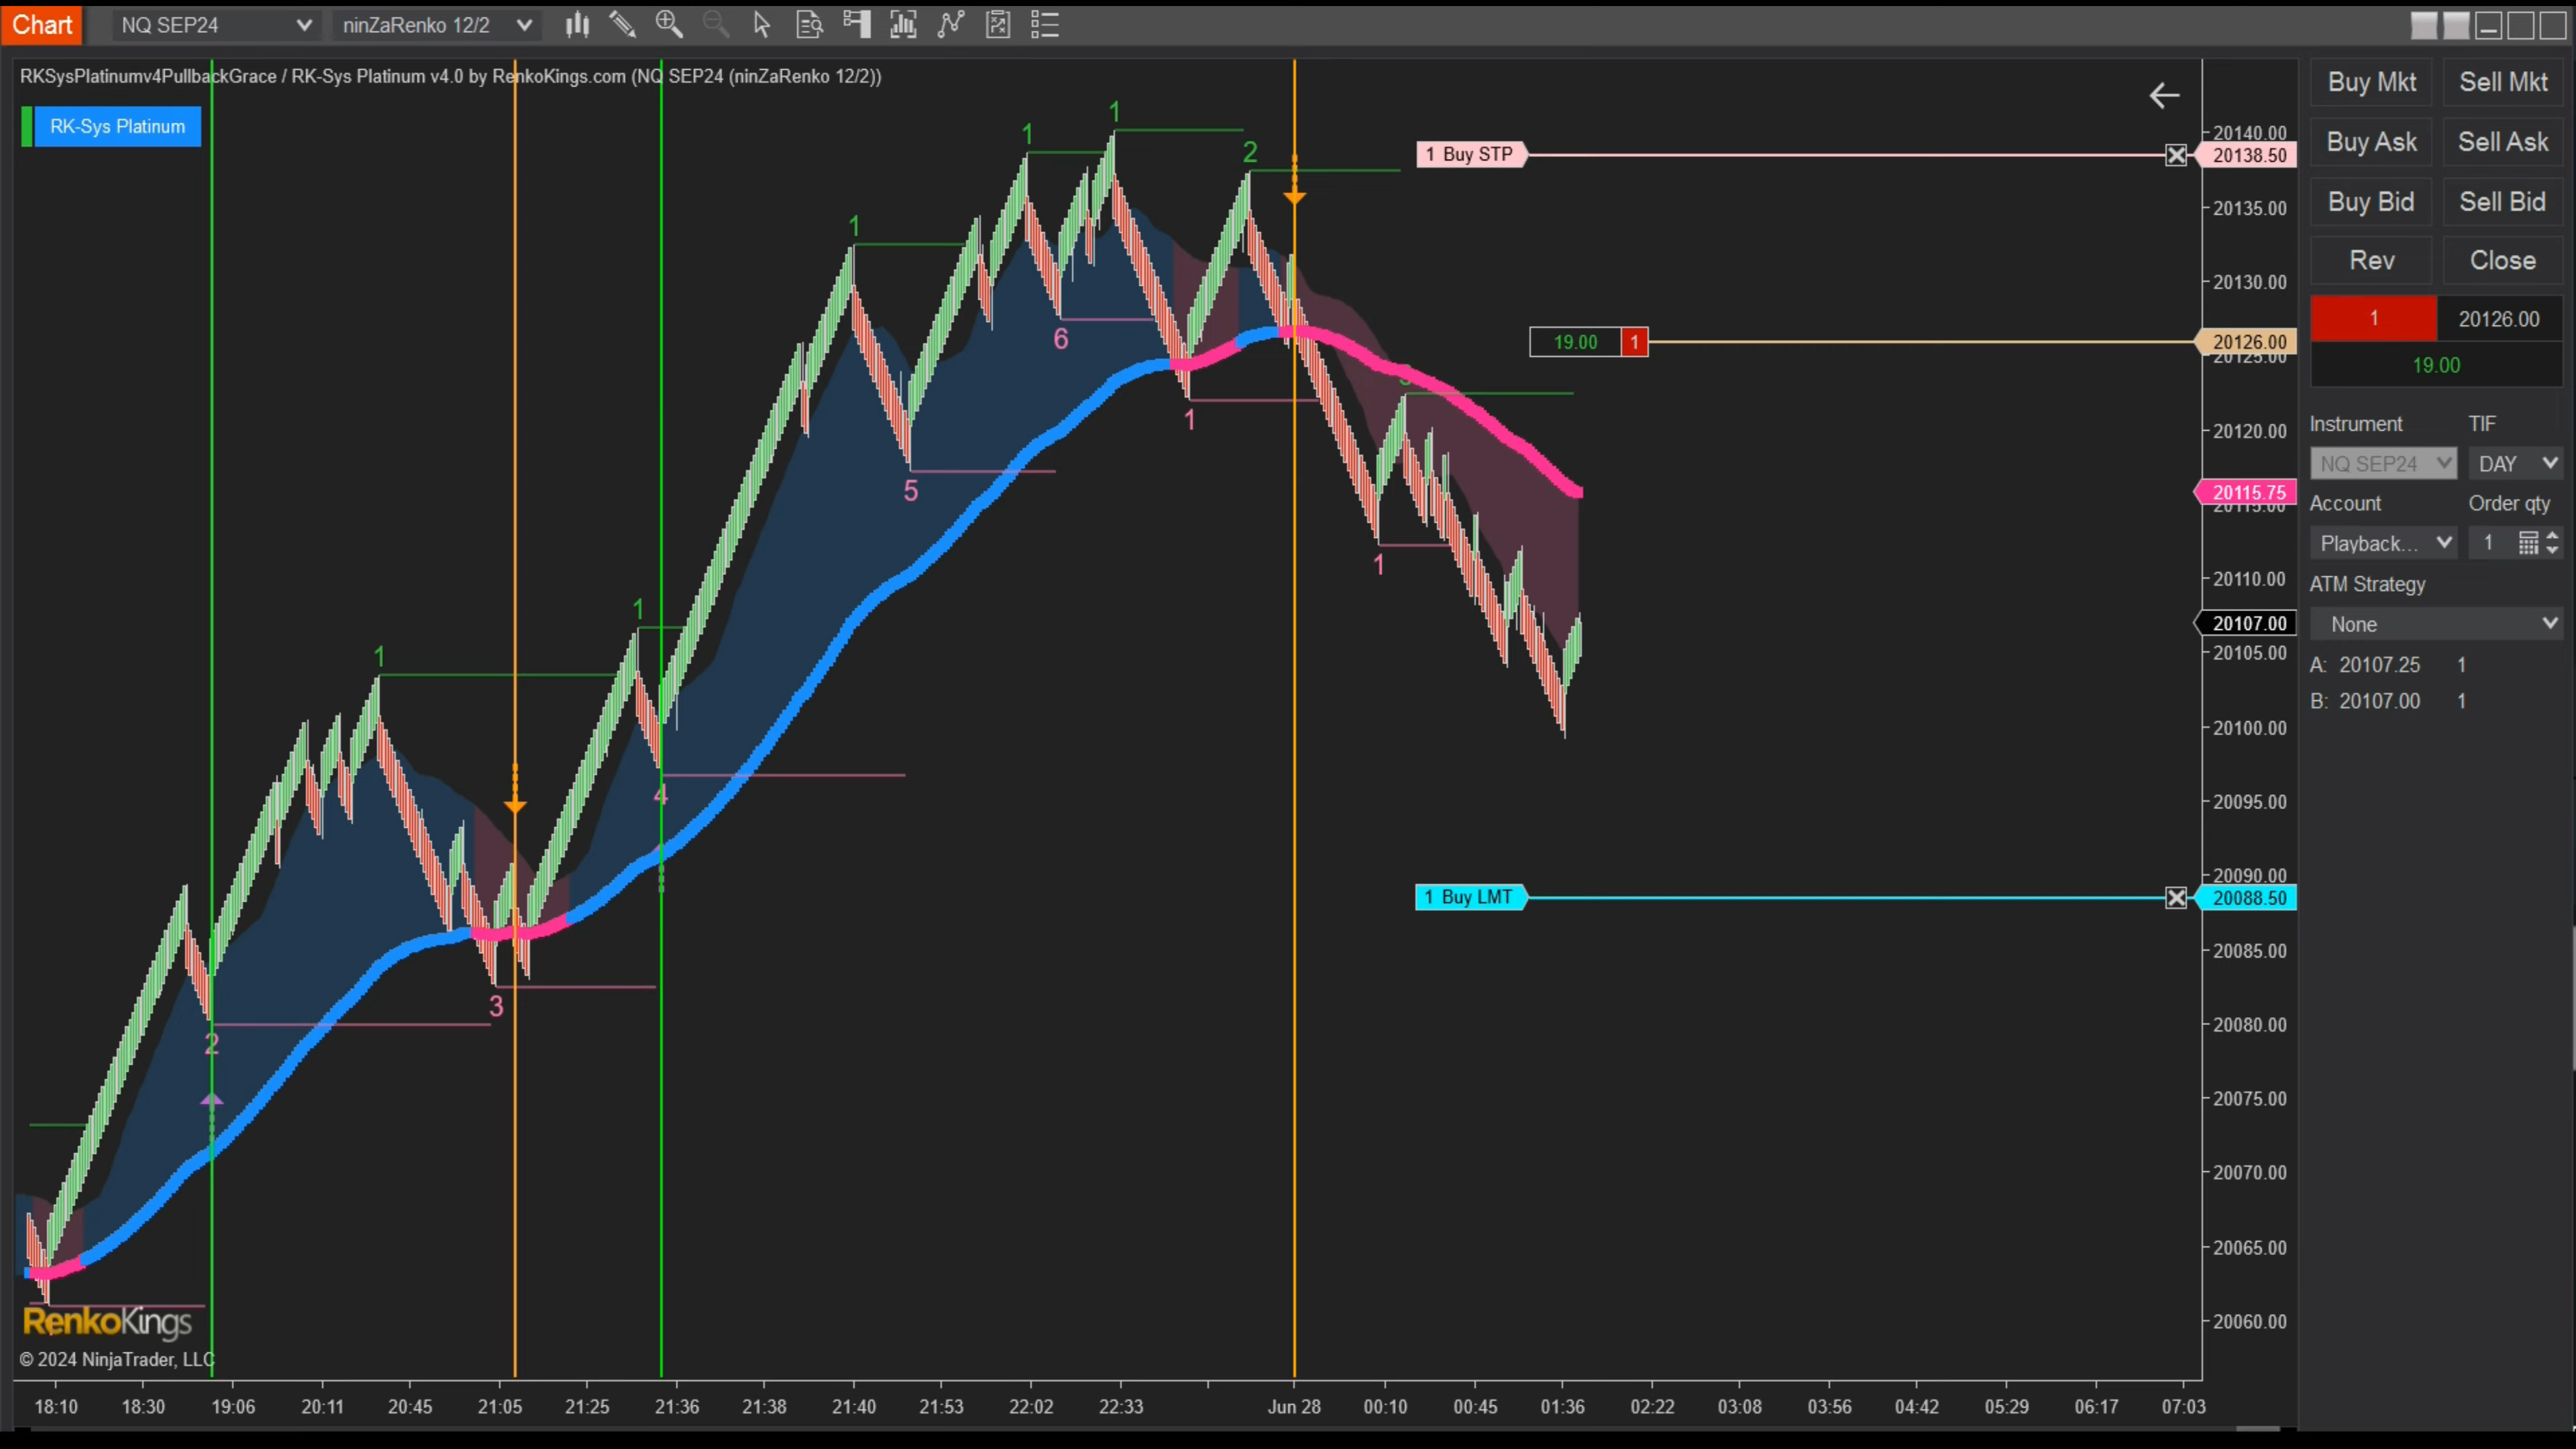 Chart NQ SEP24 ninZaRenko 12/2
RKSysPlatinumv4PullbackGrace / RK-Sys Platinum v4.0 by RenkoKings.com (NQ SEP24 (ninZaRenko 12/2))
RK-Sys Platinum
1
1
2
1
1
1
1
6
1
5
1
4
3
2
1 Buy STP
19.00 1
1 Buy LMT
20140.00
20138.50
20135.00
20130.00
20126.00
20125.00
20120.00
20115.75
20115.00
20110.00
20107.00
20105.00
20100.00
20095.00
20090.00
20088.50
20085.00
20080.00
20075.00
20070.00
20065.00
20060.00
RenkoKings
© 2024 NinjaTrader, LLC
18:10 18:30 19:06 20:11 20:45 21:05 21:25 21:36 21:38 21:40 21:53 22:02 22:33 Jun 28 00:10 00:45 01:36 02:22 03:08 03:56 04:42 05:29 06:17 07:03
Buy Mkt Sell Mkt
Buy Ask Sell Ask
Buy Bid Sell Bid
Rev Close
1 20126.00
19.00
Instrument TIF
NQ SEP24 DAY
Account Order qty
Playback... 1
ATM Strategy
None
A: 20107.25 1
B: 20107.00 1